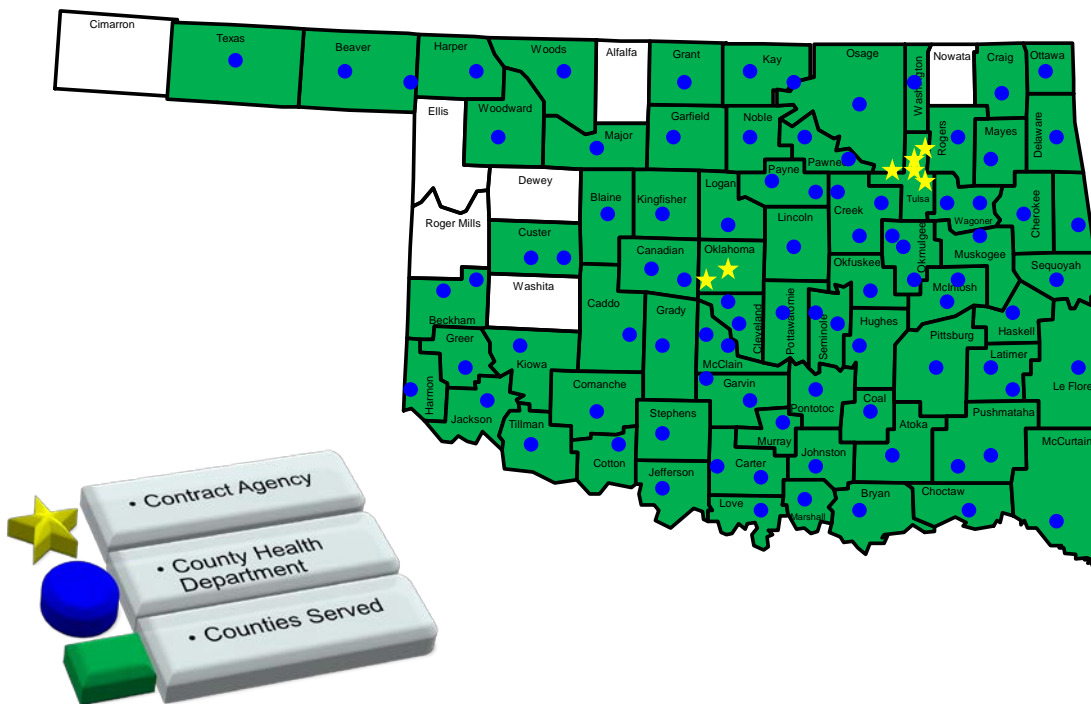 Cimarron
Texas
Beaver
Harper
Woods
Alfalfa
Grant
Kay
Osage
Washington
Nowata
Craig
Ottawa
Ellis
Woodward
Major
Garfield
Noble
Pawnee
Rogers
Mayes
Delaware
Dewey
Blaine
Kingfisher
Logan
Payne
Creek
Tulsa
Wagoner
Cherokee
Roger Mills
Custer
Canadian
Oklahoma
Lincoln
Okfuskee
Okmulgee
Muskogee
Sequoyah
McIntosh
Washita
Beckham
Caddo
Grady
Cleveland
Pottawatomie
Seminole
Hughes
Pittsburg
Haskell
Latimer
Le Flore
Greer
Kiowa
Harmon
Jackson
Comanche
McClain
Garvin
Pontotoc
Coal
Atoka
Pushmataha
McCurtain
Tillman
Cotton
Stephens
Murray
Johnston
Jefferson
Carter
Love
Marshall
Bryan
Choctaw
• Contract Agency
• County Health
Department
• Counties Served